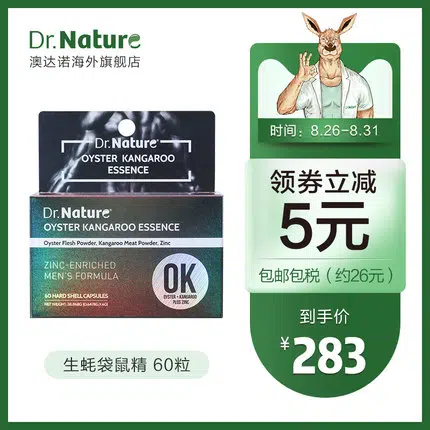 Dr.Nature
澳达诺海外旗舰店
Dr.Nature
OYSTER KANGAROO
ESSENCE
Dr.Nature
OYSTER KANGAROO ESSENCE
Oyster Flesh Powder, Kangaroo Meat Powder, Zinc
ZINC-ENRICHED
MEN'S FORMULA
60 HARD SHELL CAPSULES
OK
OYSTER + KANGAROO
PLUS ZINC
生蚝袋鼠精 60粒
时间：8.26-8.31
领券立减
5元
包邮包税（约26元）
到手价
¥283